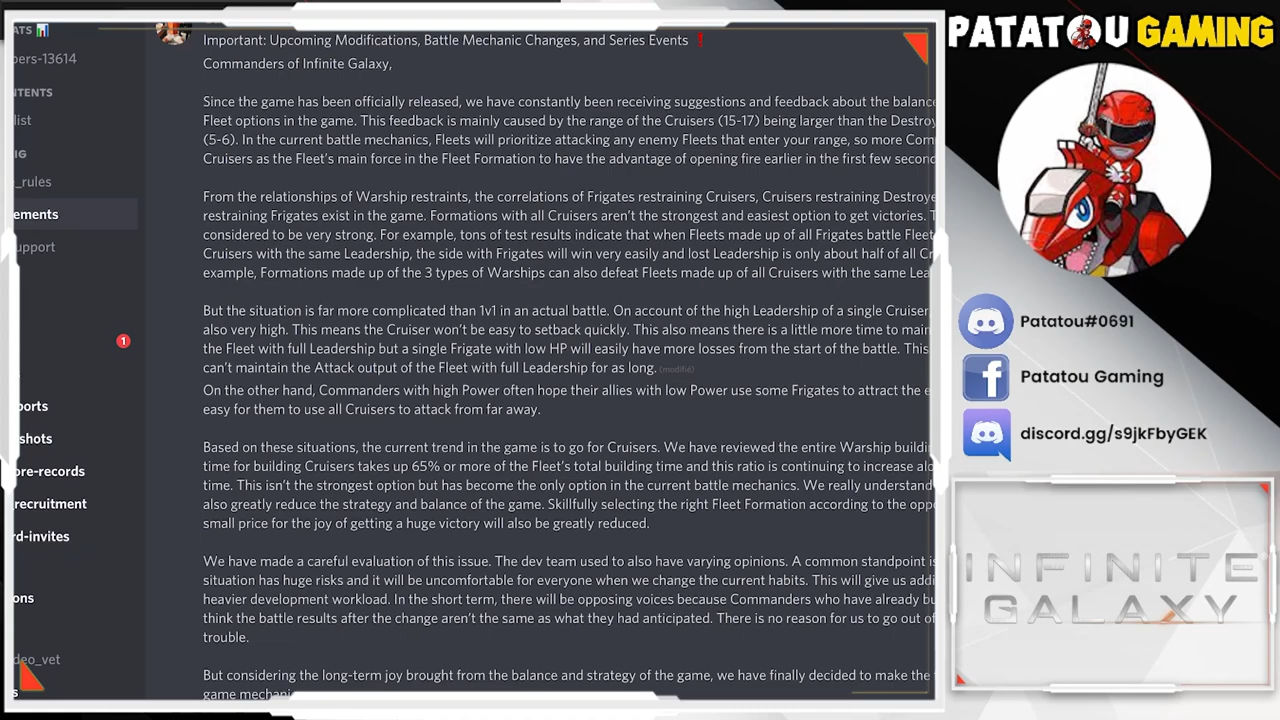 ATS
bers-13614
NTENTS
list
IG
_rules
ements
support
1
ports
shots
ore-records
recruitment
rd-invites
ons
deo_vet
s
Important: Upcoming Modifications, Battle Mechanic Changes, and Series Events ❗
Commanders of Infinite Galaxy,
Since the game has been officially released, we have constantly been receiving suggestions and feedback about the balance
Fleet options in the game. This feedback is mainly caused by the range of the Cruisers (15-17) being larger than the Destroy
(5-6). In the current battle mechanics, Fleets will prioritize attacking any enemy Fleets that enter your range, so more Com
Cruisers as the Fleet's main force in the Fleet Formation to have the advantage of opening fire earlier in the first few second
From the relationships of Warship restraints, the correlations of Frigates restraining Cruisers, Cruisers restraining Destroye
restraining Frigates exist in the game. Formations with all Cruisers aren't the strongest and easiest option to get victories. T
considered to be very strong. For example, tons of test results indicate that when Fleets made up of all Frigates battle Fleet
Cruisers with the same Leadership, the side with Frigates will win very easily and lost Leadership is only about half of all Cr
example, Formations made up of the 3 types of Warships can also defeat Fleets made up of all Cruisers with the same Lea
But the situation is far more complicated than 1v1 in an actual battle. On account of the high Leadership of a single Cruiser
also very high. This means the Cruiser won't be easy to setback quickly. This also means there is a little more time to main
the Fleet with full Leadership but a single Frigate with low HP will easily have more losses from the start of the battle. This
can't maintain the Attack output of the Fleet with full Leadership for as long. (modifié)
On the other hand, Commanders with high Power often hope their allies with low Power use some Frigates to attract the e
easy for them to use all Cruisers to attack from far away.
Based on these situations, the current trend in the game is to go for Cruisers. We have reviewed the entire Warship buildi
time for building Cruisers takes up 65% or more of the Fleet's total building time and this ratio is continuing to increase alo
time. This isn't the strongest option but has become the only option in the current battle mechanics. We really understand
also greatly reduce the strategy and balance of the game. Skillfully selecting the right Fleet Formation according to the opp
small price for the joy of getting a huge victory will also be greatly reduced.
We have made a careful evaluation of this issue. The dev team used to also have varying opinions. A common standpoint is
situation has huge risks and it will be uncomfortable for everyone when we change the current habits. This will give us addi
heavier development workload. In the short term, there will be opposing voices because Commanders who have already bu
think the battle results after the change aren't the same as what they had anticipated. There is no reason for us to go out of
trouble.
But considering the long-term joy brought from the balance and strategy of the game, we have finally decided to make the
game mechani
PATATOU GAMING
Patatou#0691
Patatou Gaming
discord.gg/s9jkFbyGEK
INFINITE
GALAXY